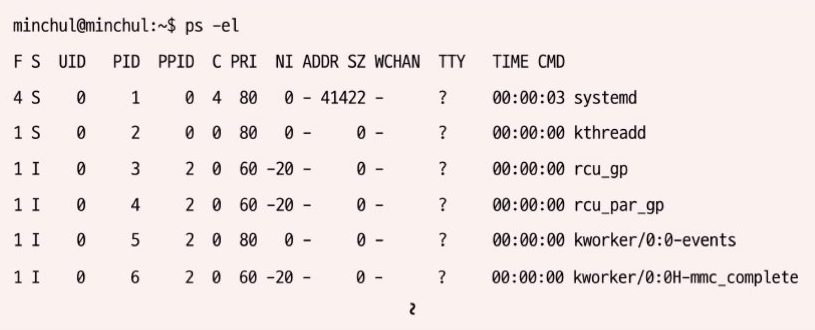 minchul@minchul:~$ ps -el
F S UID PID PPID C PRI NI ADDR SZ WCHAN TTY TIME CMD
4 S 0 1 0 4 80 0 - 41422 - ? 00:00:03 systemd
1 S 0 2 0 0 80 0 - 0 - ? 00:00:00 kthreadd
1 I 0 3 2 0 60 -20 - 0 - ? 00:00:00 rcu_gp
1 I 0 4 2 0 60 -20 - 0 - ? 00:00:00 rcu_par_gp
1 I 0 5 2 0 80 0 - 0 - ? 00:00:00 kworker/0:0-events
1 I 0 6 2 0 60 -20 - 0 - ? 00:00:00 kworker/0:0H-mmc_complete
~